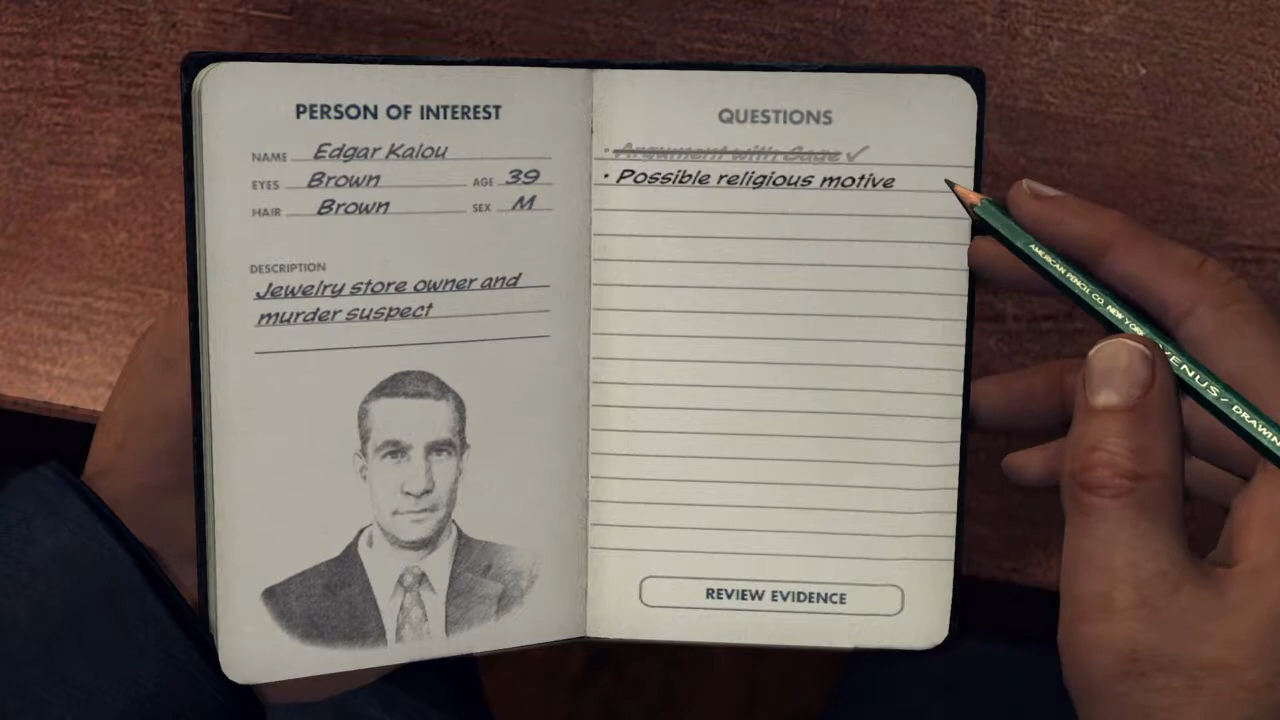 PERSON OF INTEREST
NAME Edgar Kalou
EYES Brown AGE 39
HAIR Brown SEX M
DESCRIPTION
Jewelry store owner and
murder suspect
QUESTIONS
· Argument with Gage ✓
· Possible religious motive
REVIEW EVIDENCE
AMERICAN PENCIL CO. NEW YORK
VENUS / DRAWIN